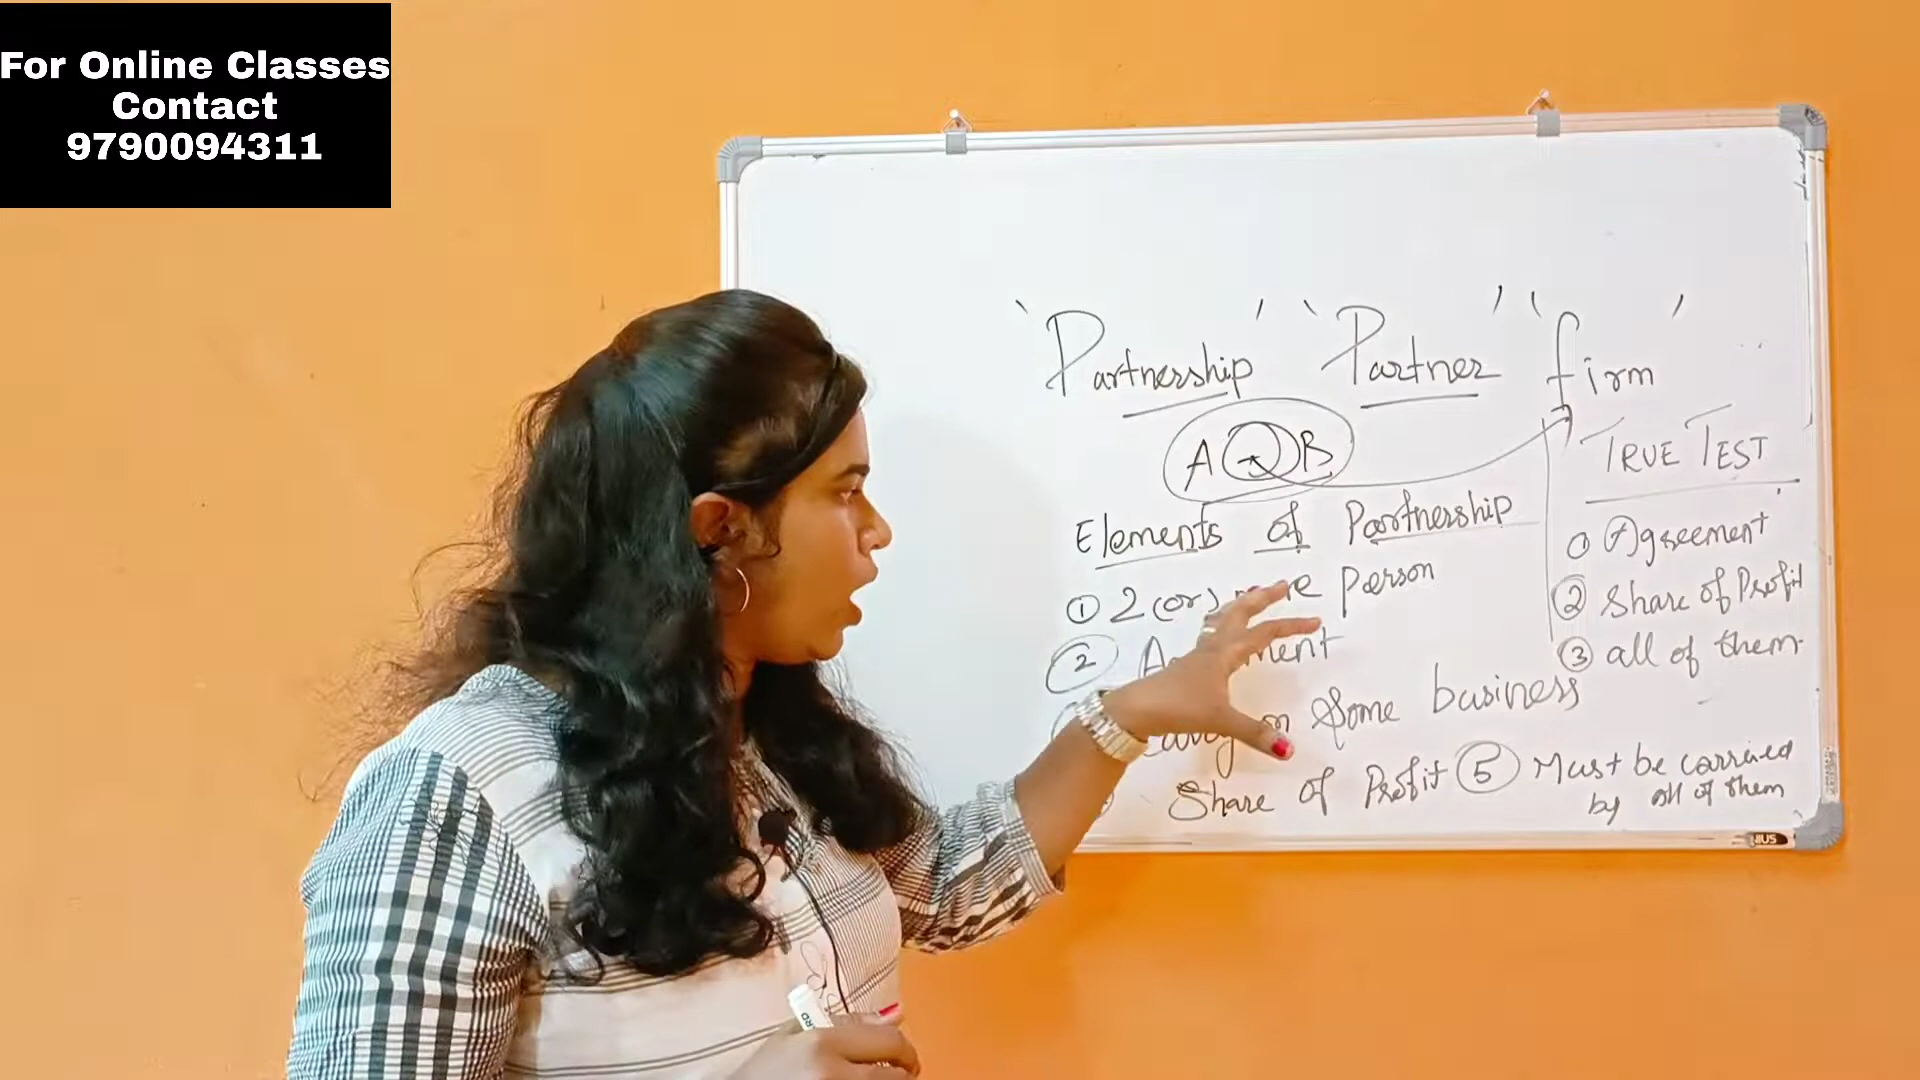 For Online Classes
Contact
9790094311
'Partnership' 'Partner' 'firm'
A B
Elements of Partnership
① 2 (or) Person
②
Some business
Share of Profit ⑤ Must be carried
by all of them
TRUE TEST
① Agreement
② Share of Profit
③ all of them.